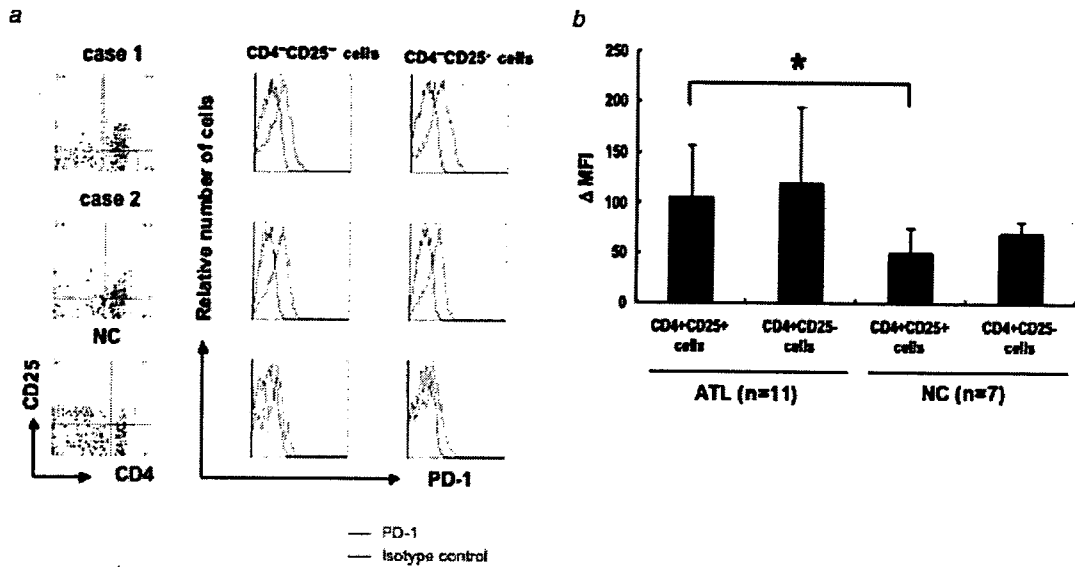 a
case 1
CD4⁻CD25⁻ cells
CD4⁻CD25⁺ cells
case 2
NC
Relative number of cells
CD25
CD4
PD-1
PD-1
Isotype control
b
*
Δ MFI
250
200
150
100
50
0
CD4+CD25+
cells
CD4+CD25-
cells
CD4+CD25+
cells
CD4+CD25-
cells
ATL (n=11)
NC (n=7)